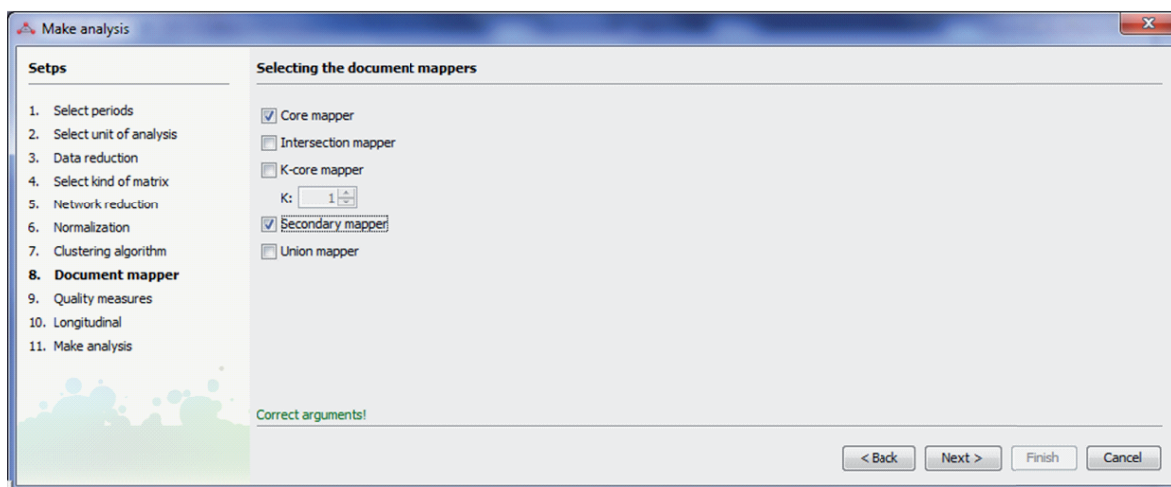 Make analysis
Setps
1. Select periods
2. Select unit of analysis
3. Data reduction
4. Select kind of matrix
5. Network reduction
6. Normalization
7. Clustering algorithm
8. Document mapper
9. Quality measures
10. Longitudinal
11. Make analysis
Selecting the document mappers
Core mapper
Intersection mapper
K-core mapper
K: 1
Secondary mapper
Union mapper
Correct arguments!
< Back Next > Finish Cancel